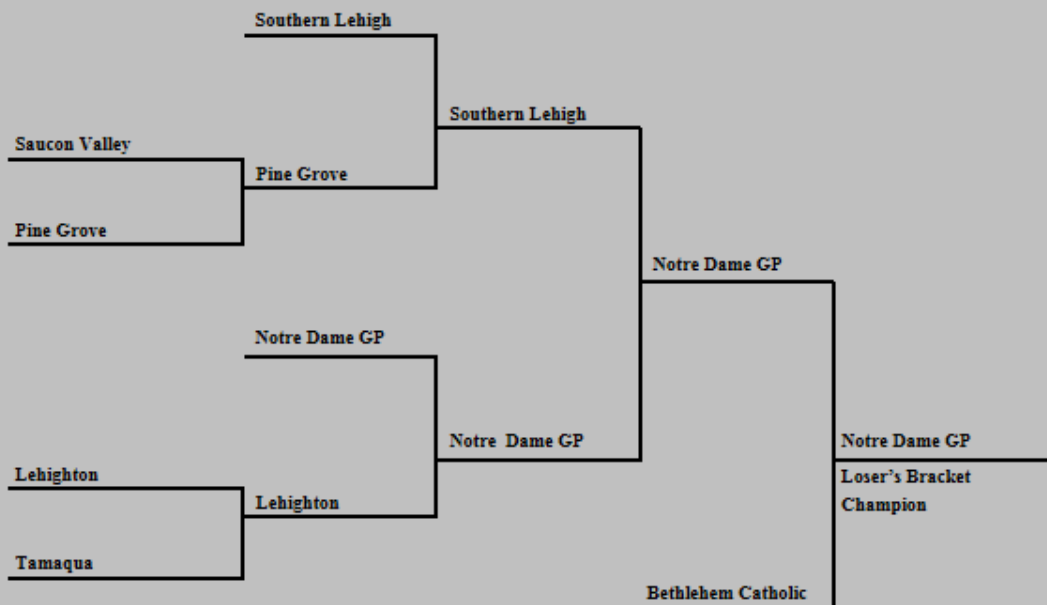 Southern Lehigh
Southern Lehigh
Saucon Valley
Pine Grove
Pine Grove
Notre Dame GP
Notre Dame GP
Notre Dame GP
Notre Dame GP
Lehighton
Loser's Bracket
Champion
Lehighton
Tamaqua
Bethlehem Catholic